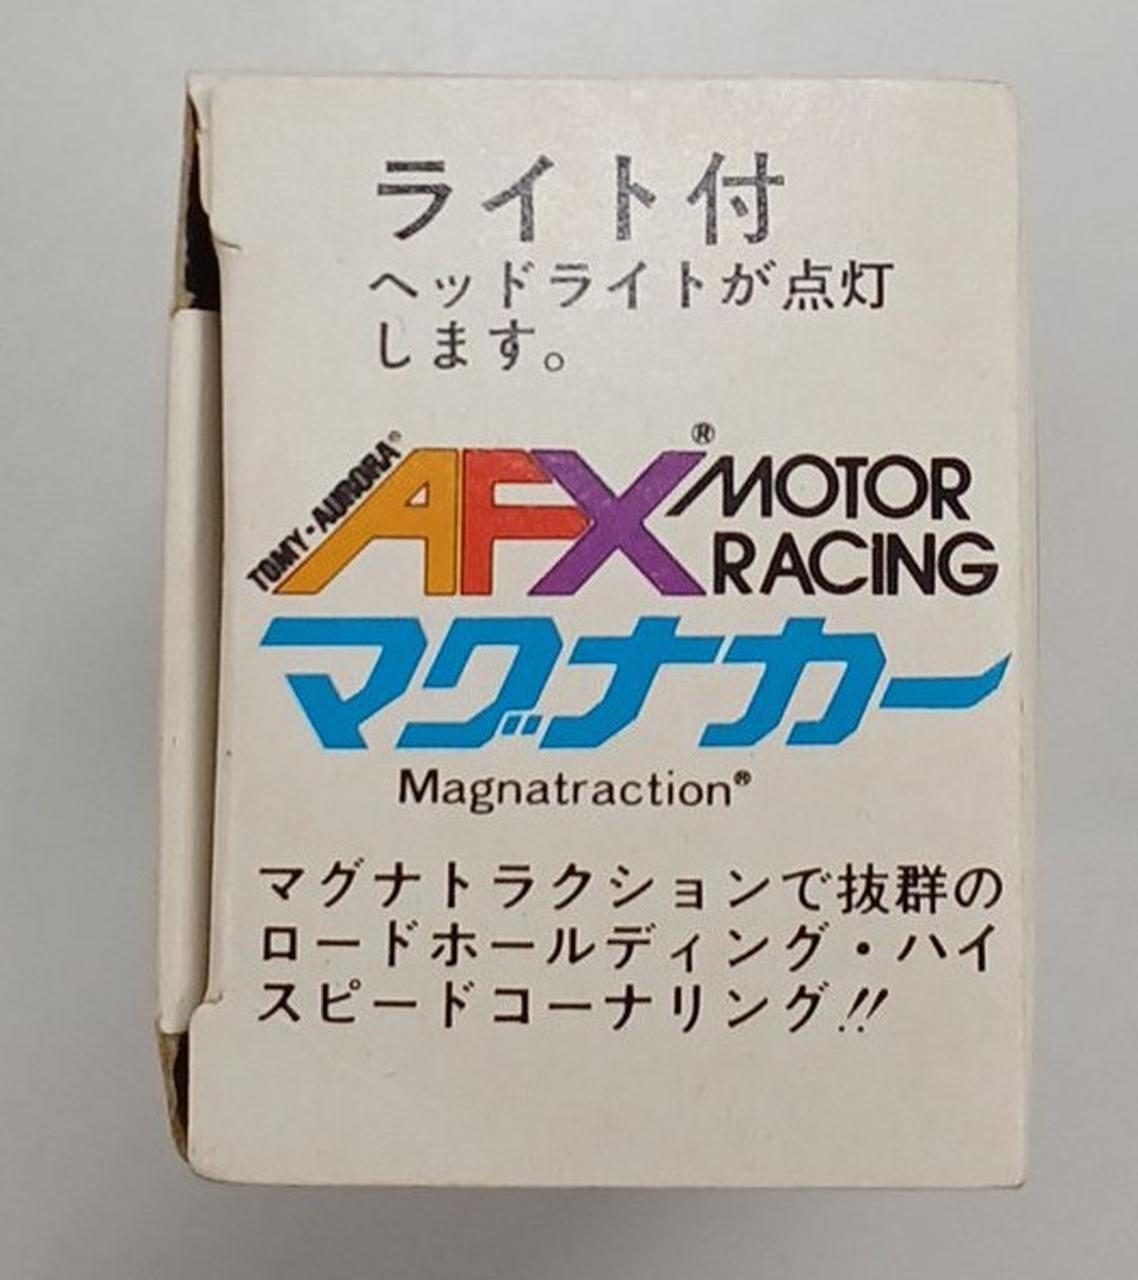 ライト付
ヘッドライトが点灯
します。
TOMY・AURORA®
AFX® MOTOR
RACING
マグナカー
Magnatraction®
マグナトラクションで抜群の
ロードホールディング・ハイ
スピードコーナリング!!